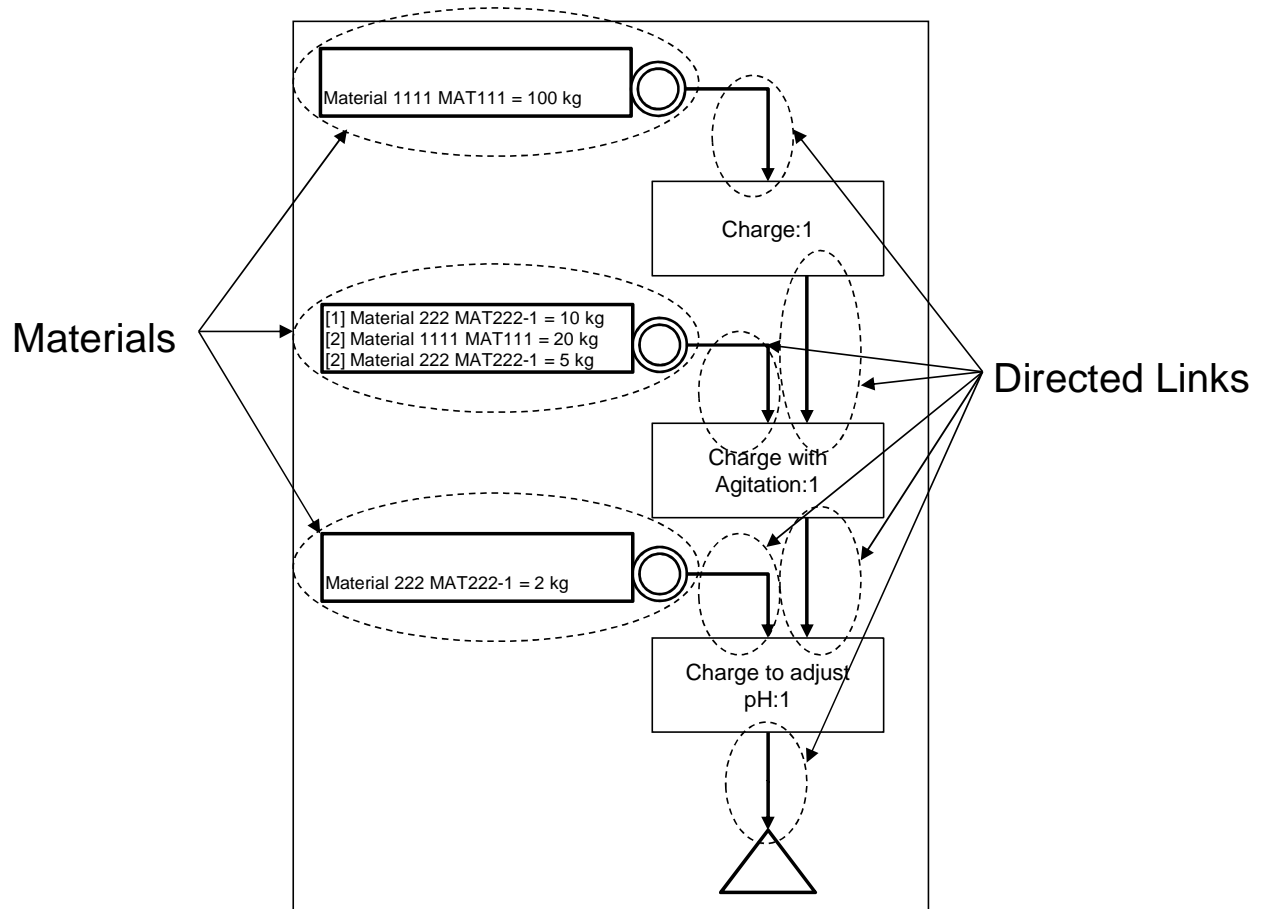 Material 1111 MAT111 = 100 kg
Charge:1
Materials
[1] Material 222 MAT222-1 = 10 kg
[2] Material 1111 MAT111 = 20 kg
[2] Material 222 MAT222-1 = 5 kg
Directed Links
Charge with
Agitation:1
Material 222 MAT222-1 = 2 kg
Charge to adjust
pH:1